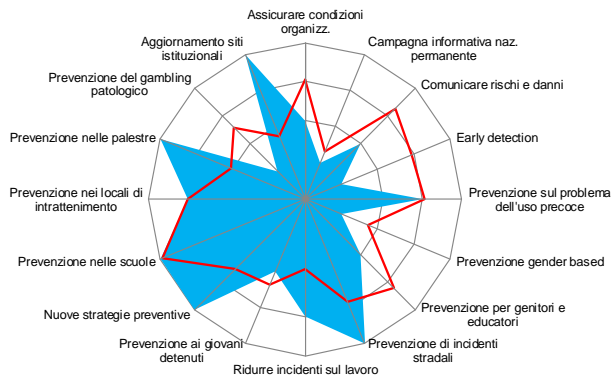 Assicurare condizioni
organizz.
Campagna informativa naz.
permanente
Comunicare rischi e danni
Early detection
Prevenzione sul problema
dell'uso precoce
Prevenzione gender based
Prevenzione per genitori e
educatori
Prevenzione di incidenti
stradali
Ridurre incidenti sul lavoro
Prevenzione ai giovani
detenuti
Nuove strategie preventive
Prevenzione nelle scuole
Prevenzione nei locali di
intrattenimento
Prevenzione nelle palestre
Prevenzione del gambling
patologico
Aggiornamento siti
istituzionali